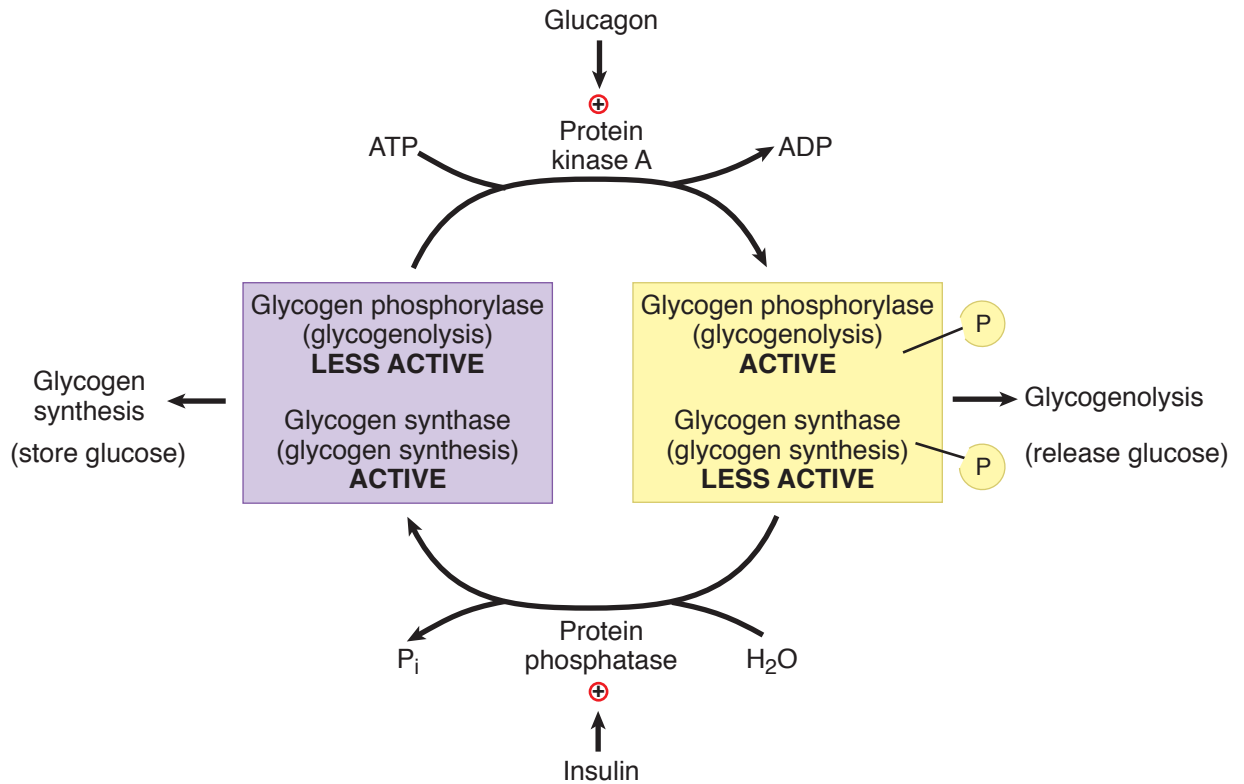 Glucagon
+
Protein
kinase A
ATP
ADP
Glycogen phosphorylase
(glycogenolysis)
LESS ACTIVE
Glycogen synthase
(glycogen synthesis)
ACTIVE
Glycogen phosphorylase
(glycogenolysis)
ACTIVE
Glycogen synthase
(glycogen synthesis)
LESS ACTIVE
P
P
Glycogen
synthesis
(store glucose)
Glycogenolysis
(release glucose)
Pi
Protein
phosphatase
H2O
+
Insulin